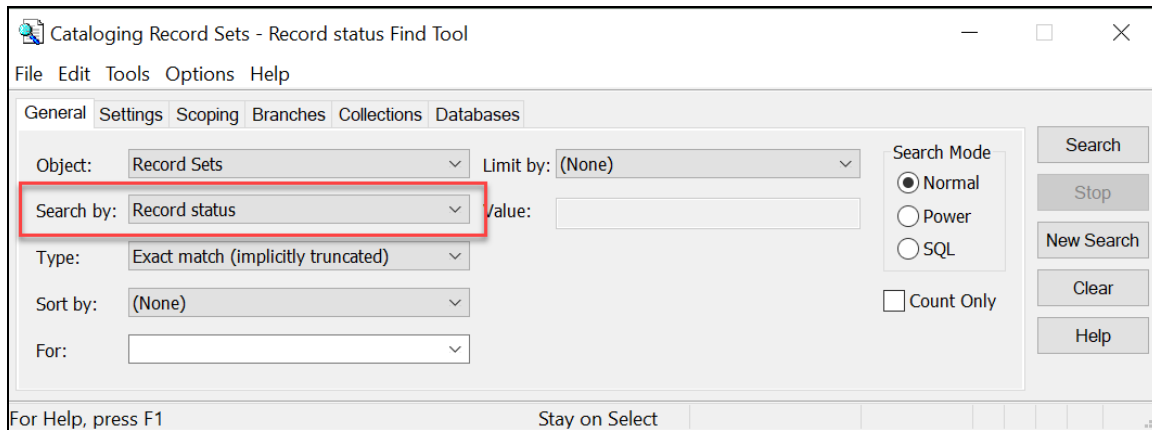 Cataloging Record Sets - Record status Find Tool
File Edit Tools Options Help
General Settings Scoping Branches Collections Databases
Object: Record Sets Limit by: (None) Search Mode Search
Search by: Record status Value: Normal Stop
Power
Type: Exact match (implicitly truncated) SQL New Search
Sort by: (None) Count Only Clear
For: Help
For Help, press F1 Stay on Select